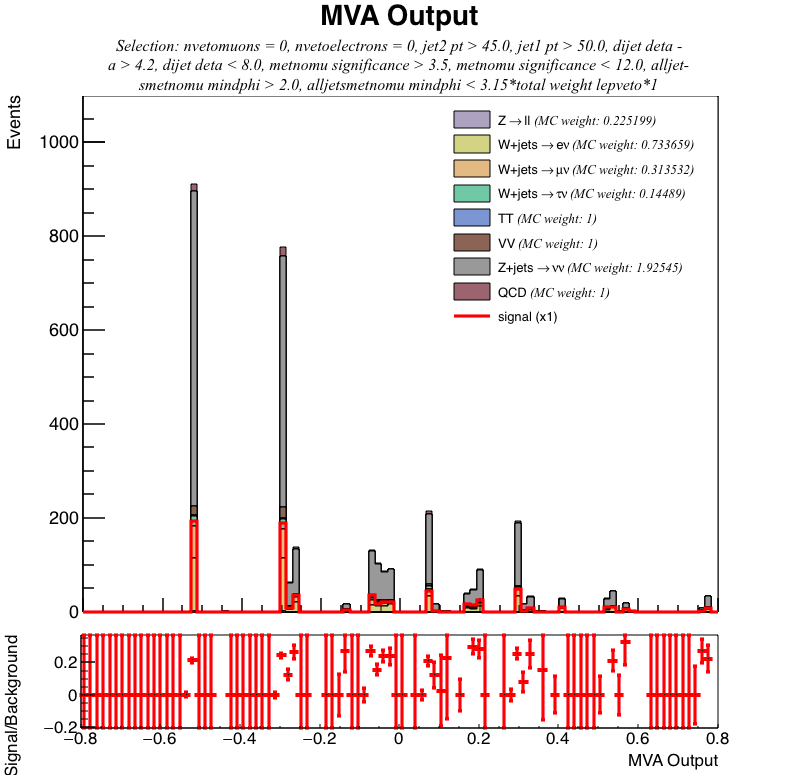 MVA Output
Selection: nvetomuons = 0, nvetoelectrons = 0, jet2 pt > 45.0, jet1 pt > 50.0, dijet deta -
a > 4.2, dijet deta < 8.0, metnomu significance > 3.5, metnomu significance < 12.0, alljet-
smetnomu mindphi > 2.0, alljetsmetnomu mindphi < 3.15*total weight lepveto*1
Events
1000
800
600
400
200
0
Z→ll (MC weight: 0.225199)
W+jets→eν (MC weight: 0.733659)
W+jets→μν (MC weight: 0.313532)
W+jets→τν (MC weight: 0.14489)
TT (MC weight: 1)
VV (MC weight: 1)
Z+jets→νν (MC weight: 1.92545)
QCD (MC weight: 1)
signal (x1)
Signal/Background
0.2
0
−0.2
−0.8 −0.6 −0.4 −0.2 0 0.2 0.4 0.6 0.8
MVA Output